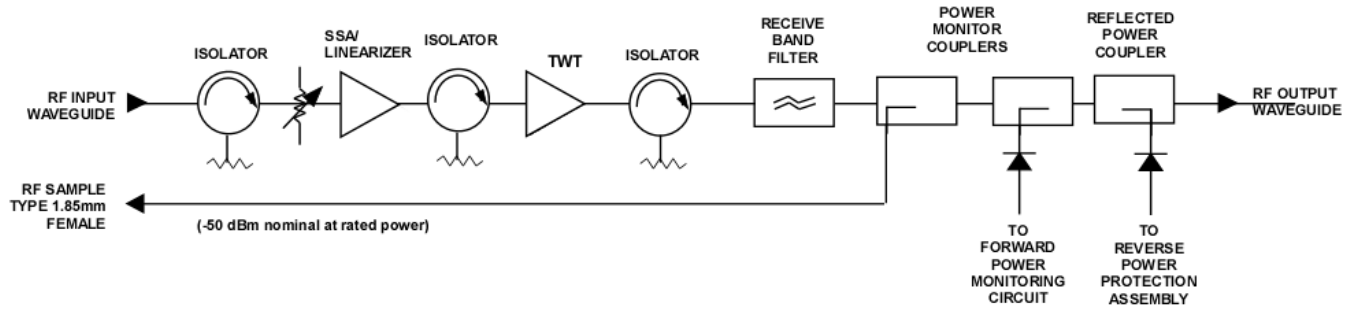 POWER
MONITOR
COUPLERS
REFLECTED
POWER
COUPLER
RECEIVE
BAND
FILTER
ISOLATOR
SSA/
LINEARIZER
ISOLATOR
TWT
ISOLATOR
RF INPUT
WAVEGUIDE
RF OUTPUT
WAVEGUIDE
RF SAMPLE
TYPE 1.85mm
FEMALE
(-50 dBm nominal at rated power)
TO
FORWARD
POWER
MONITORING
CIRCUIT
TO
REVERSE
POWER
PROTECTION
ASSEMBLY